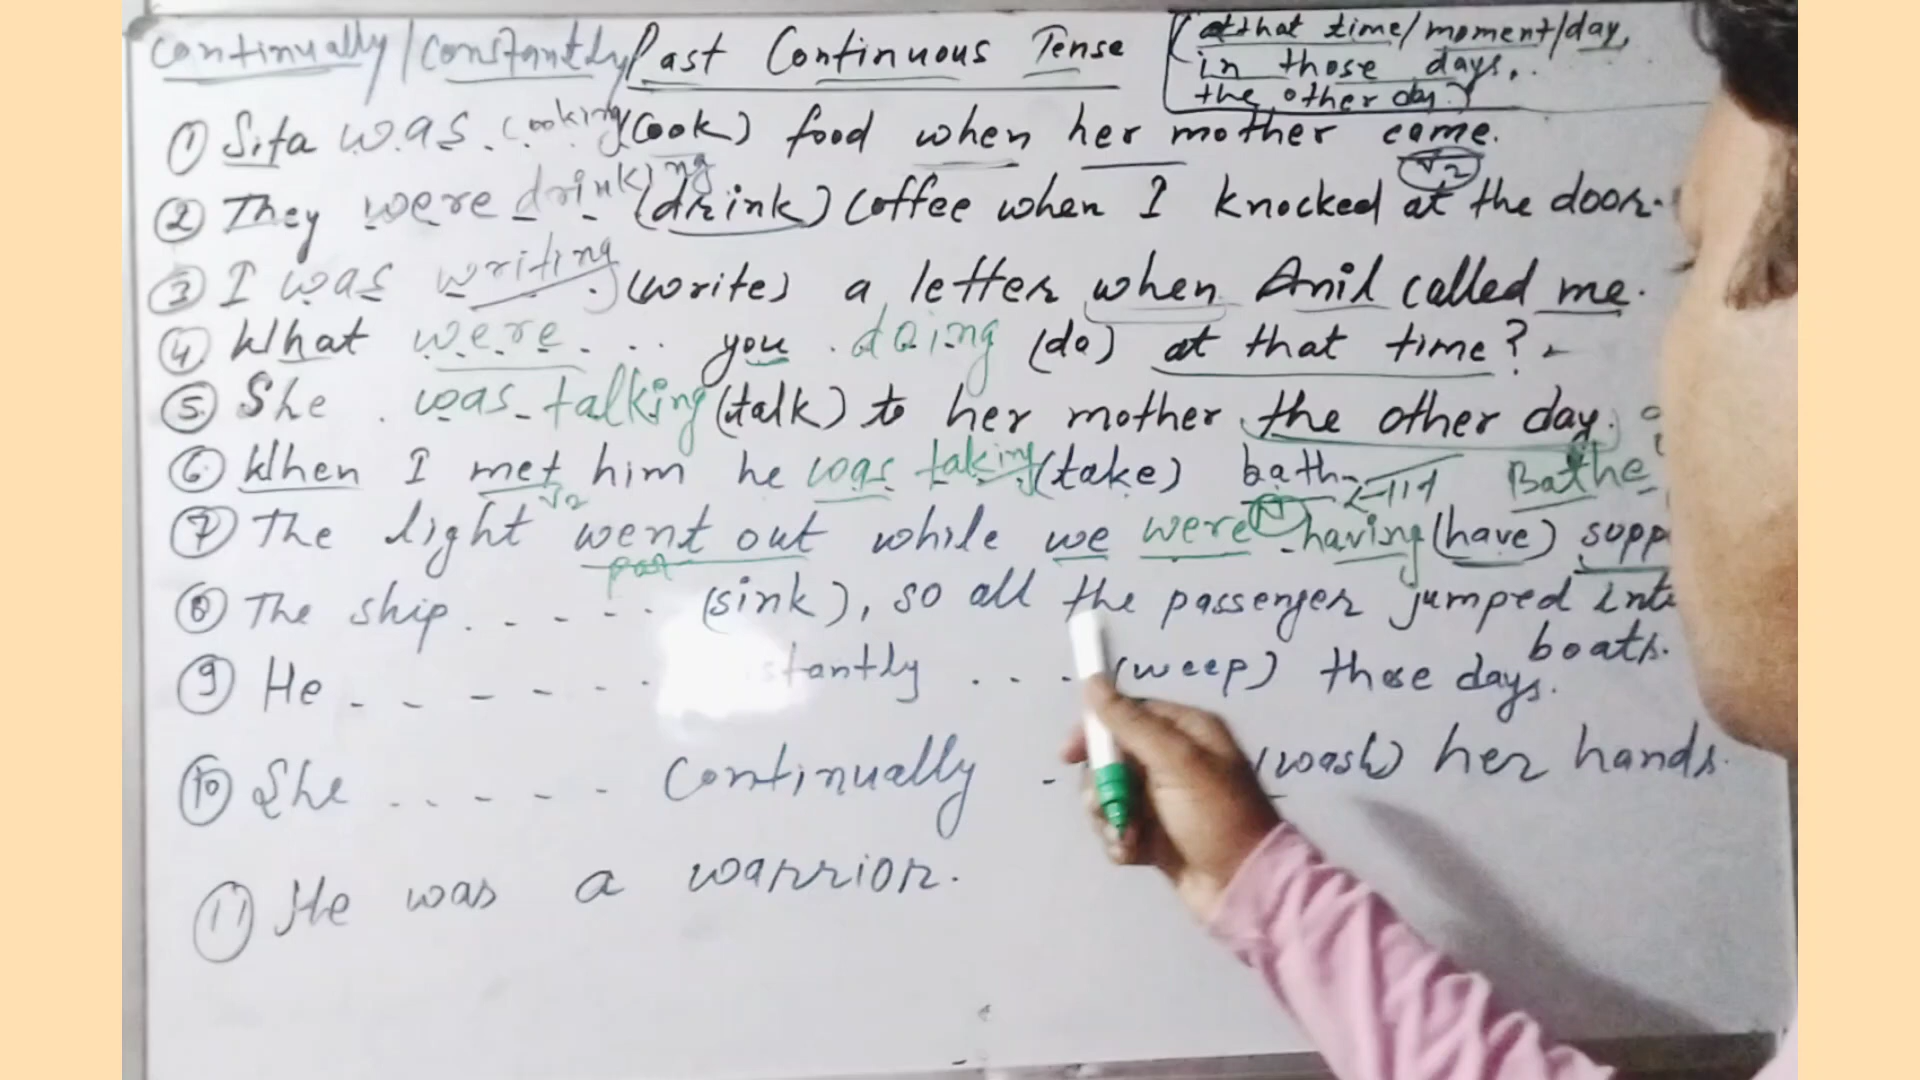 Continually/Constantly Past Continuous Tense (at that time/moment/day,
in those days,..
the other day.)
① Sita was cooking (cook) food when her mother came.
V2
② They were drinking (drink) Coffee when I knocked at the door.
③ I was writing (write) a letter when Anil called me.
④ What were ... you . doing (do) at that time?
⑤ She . was talking (talk) to her mother the other day.
⑥ When I met him he was taking (take) bath. Bathe
V2
⑦ The light went out while we were having (have) supp
N
⑧ The ship . - - - . . (sink), so all the passenger jumped int
boats.
⑨ He . - - - - . . stantly . . . . (weep) those days.
⑩ She . . - - - - Continually - (wash) her hands.
⑪ He was a warrior.